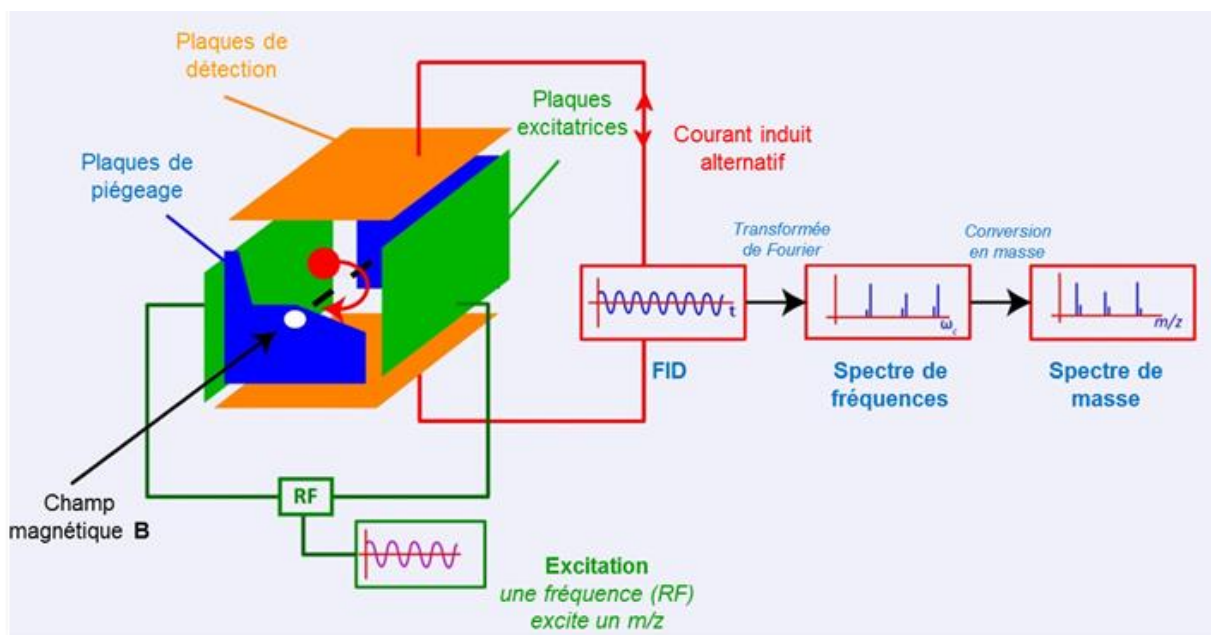 Plaques de
détection
Plaques
excitatrices
Plaques de
piégeage
Courant induit
alternatif
Transformée
de Fourier
Conversion
en masse
t
ω_c
m/z
FID
Spectre de
fréquences
Spectre de
masse
Champ
magnétique B
RF
Excitation
une fréquence (RF)
excite un m/z